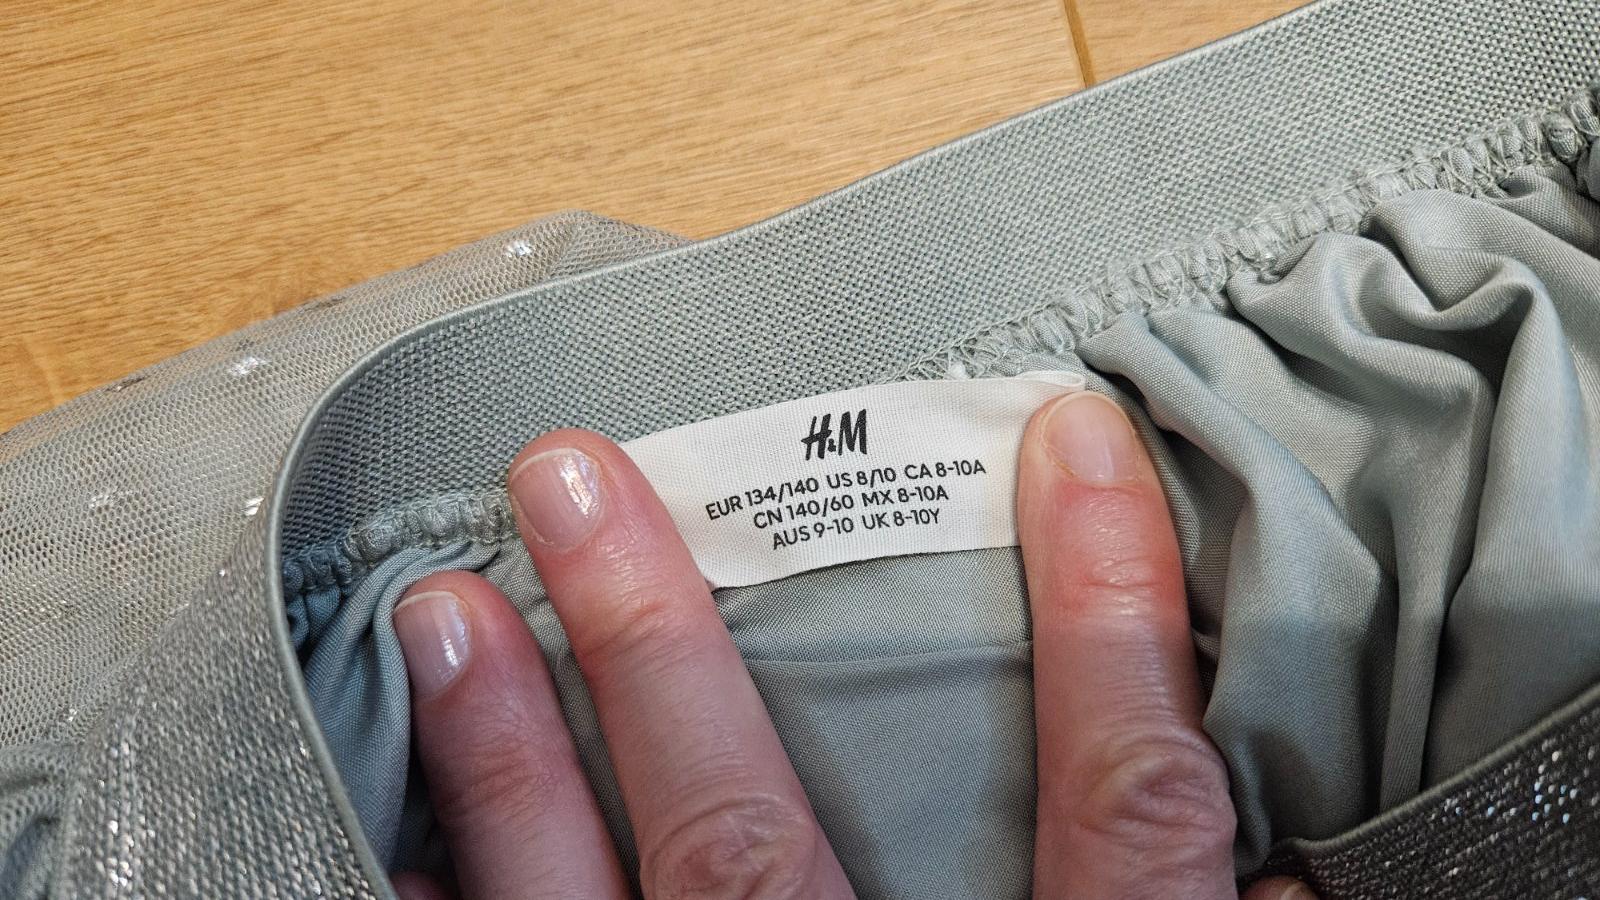 H&M
EUR 134/140 US 8/10 CA 8-10A
CN 140/60 MX 8-10A
AUS 9-10 UK 8-10Y